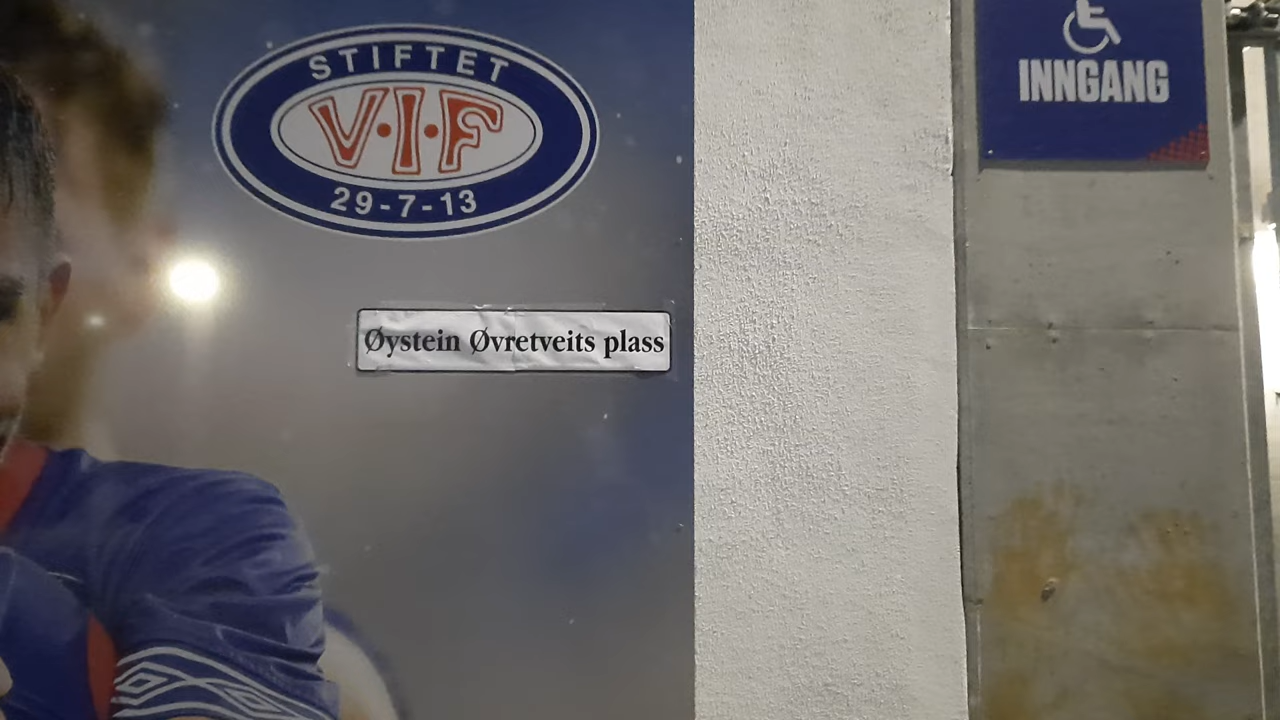 STIFTET
V·I·F
29-7-13
Øystein Øvretveits plass
INNGANG